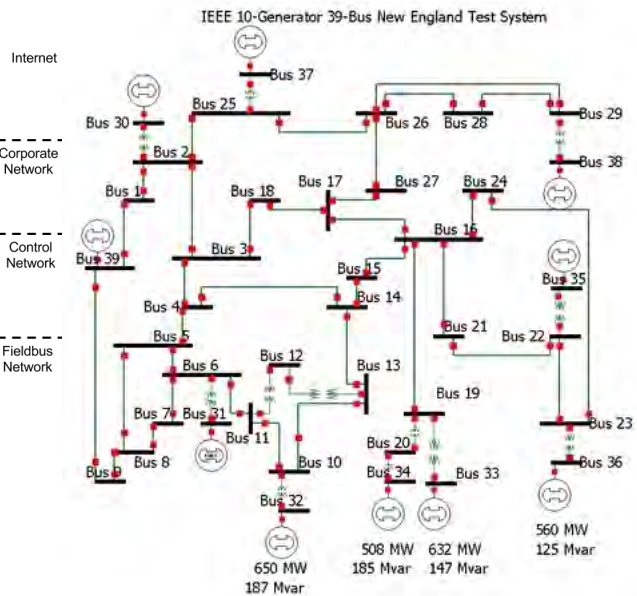 IEEE 10-Generator 39-Bus New England Test System
Internet
Corporate
Network
Control
Network
Fieldbus
Network
Bus 37
Bus 25
Bus 30
Bus 26
Bus 28
Bus 29
Bus 2
Bus 38
Bus 1
Bus 18
Bus 17
Bus 27
Bus 24
Bus 16
Bus 39
Bus 3
Bus 15
Bus 35
Bus 4
Bus 14
Bus 21
Bus 22
Bus 5
Bus 6
Bus 12
Bus 13
Bus 7
Bus 31
Bus 11
Bus 19
Bus 23
Bus 9
Bus 8
Bus 10
Bus 20
Bus 34
Bus 33
Bus 36
Bus 32
560 MW
125 Mvar
650 MW
187 Mvar
508 MW
185 Mvar
632 MW
147 Mvar